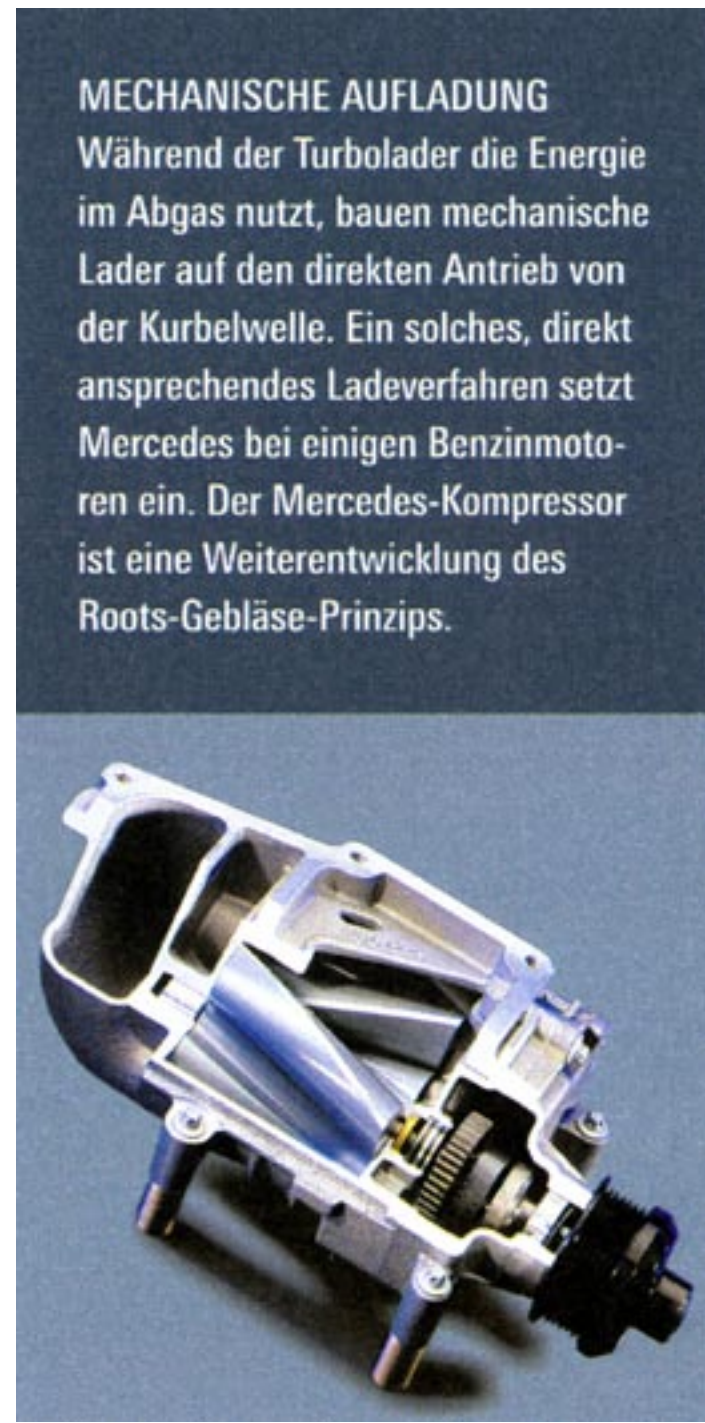 MECHANISCHE AUFLADUNG
Während der Turbolader die Energie
im Abgas nutzt, bauen mechanische
Lader auf den direkten Antrieb von
der Kurbelwelle. Ein solches, direkt
ansprechendes Ladeverfahren setzt
Mercedes bei einigen Benzinmoto-
ren ein. Der Mercedes-Kompressor
ist eine Weiterentwicklung des
Roots-Gebläse-Prinzips.